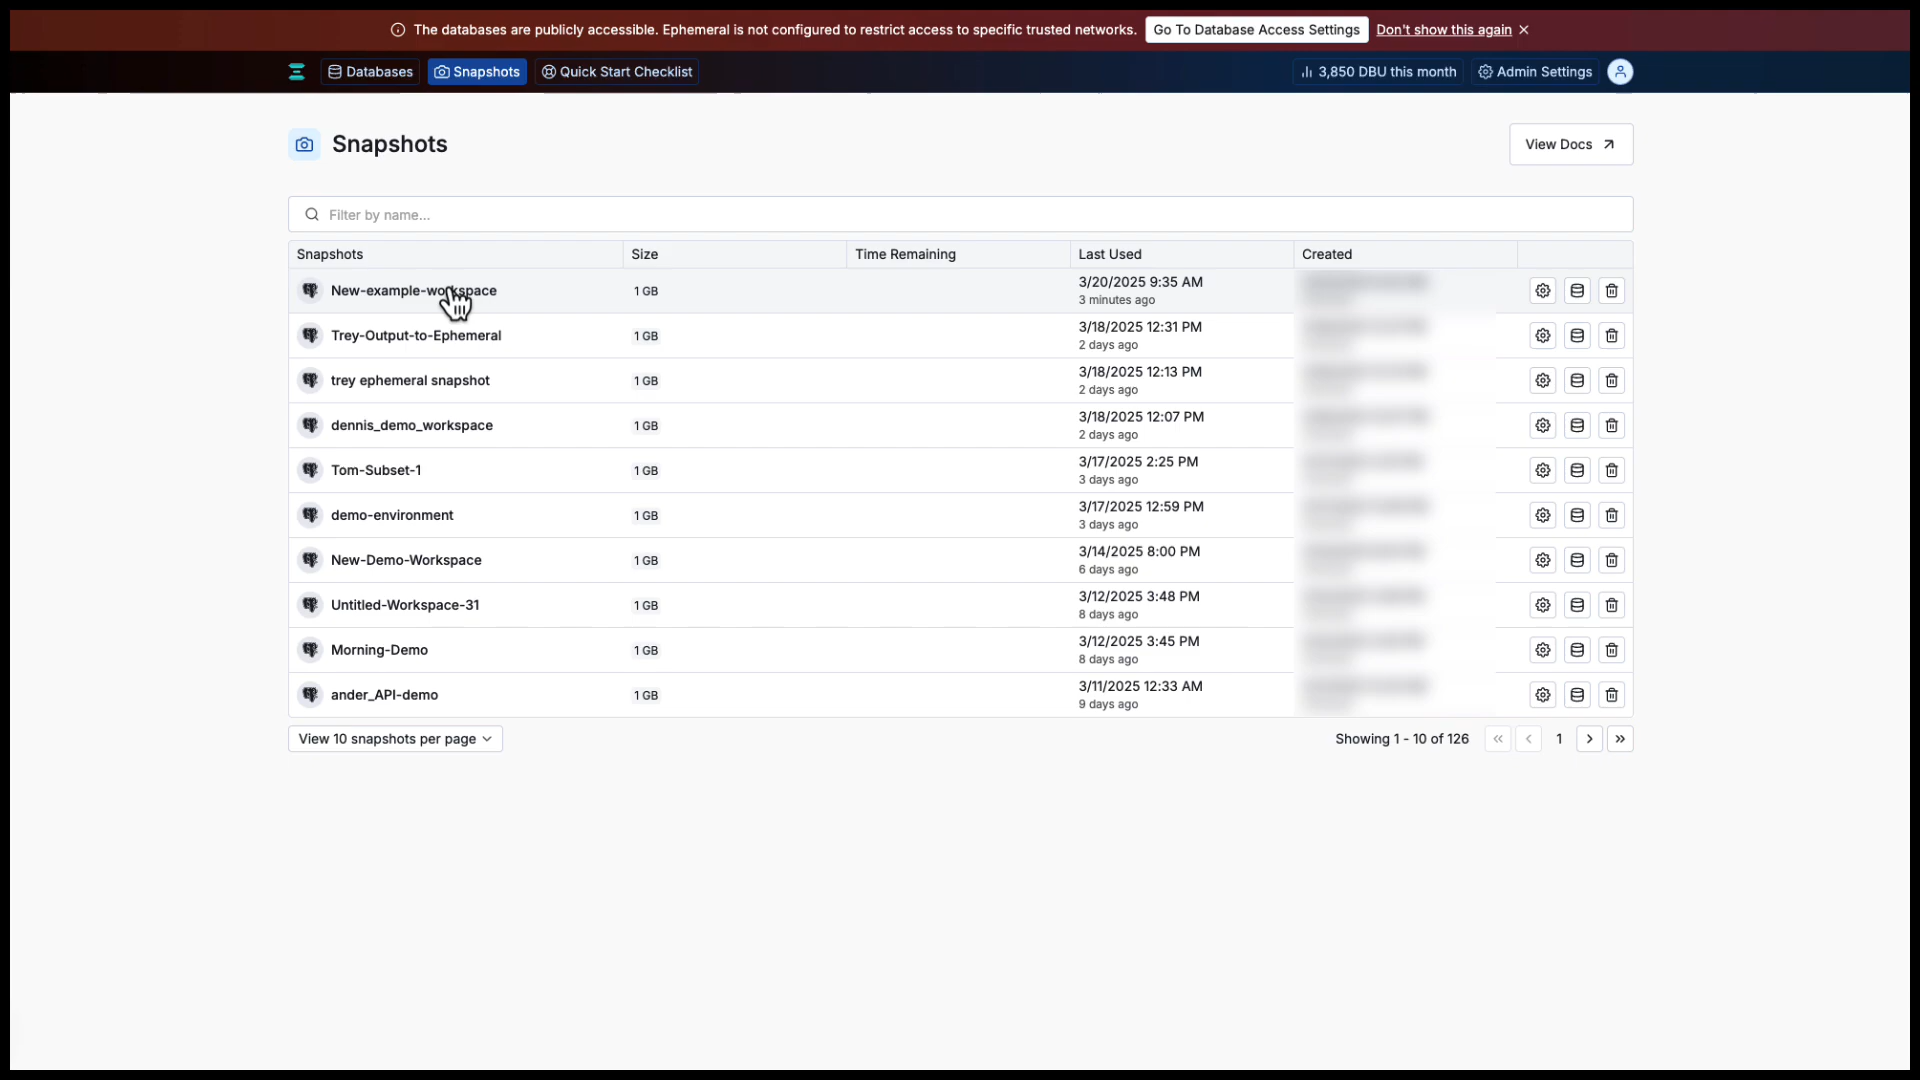 The databases are publicly accessible. Ephemeral is not configured to restrict access to specific trusted networks. Go To Database Access Settings Don't show this again
Databases Snapshots Quick Start Checklist 3,850 DBU this month Admin Settings
Snapshots View Docs
Filter by name...
Snapshots Size Time Remaining Last Used Created
New-example-workspace 1 GB 3/20/2025 9:35 AM
3 minutes ago
Trey-Output-to-Ephemeral 1 GB 3/18/2025 12:31 PM
2 days ago
trey ephemeral snapshot 1 GB 3/18/2025 12:13 PM
2 days ago
dennis_demo_workspace 1 GB 3/18/2025 12:07 PM
2 days ago
Tom-Subset-1 1 GB 3/17/2025 2:25 PM
3 days ago
demo-environment 1 GB 3/17/2025 12:59 PM
3 days ago
New-Demo-Workspace 1 GB 3/14/2025 8:00 PM
6 days ago
Untitled-Workspace-31 1 GB 3/12/2025 3:48 PM
8 days ago
Morning-Demo 1 GB 3/12/2025 3:45 PM
8 days ago
ander_API-demo 1 GB 3/11/2025 12:33 AM
9 days ago
View 10 snapshots per page Showing 1 - 10 of 126 « ‹ 1 › »